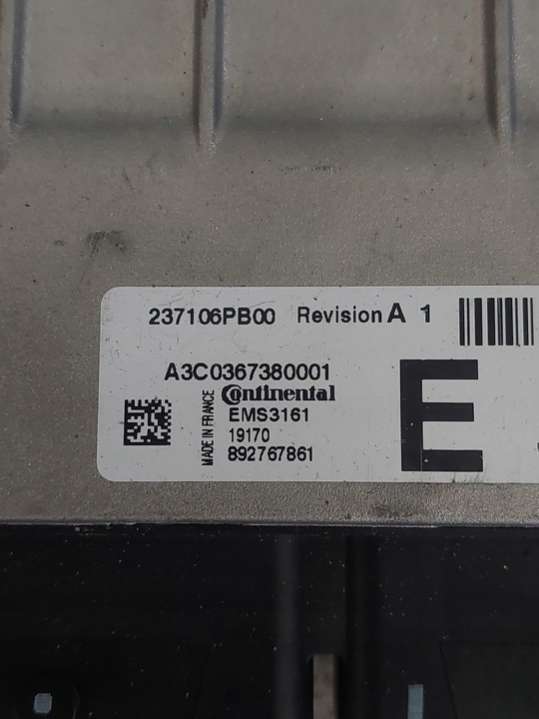 237106PB00 Revision A 1
A3C0367380001
Continental
EMS3161
19170
892767861
MADE IN FRANCE
E